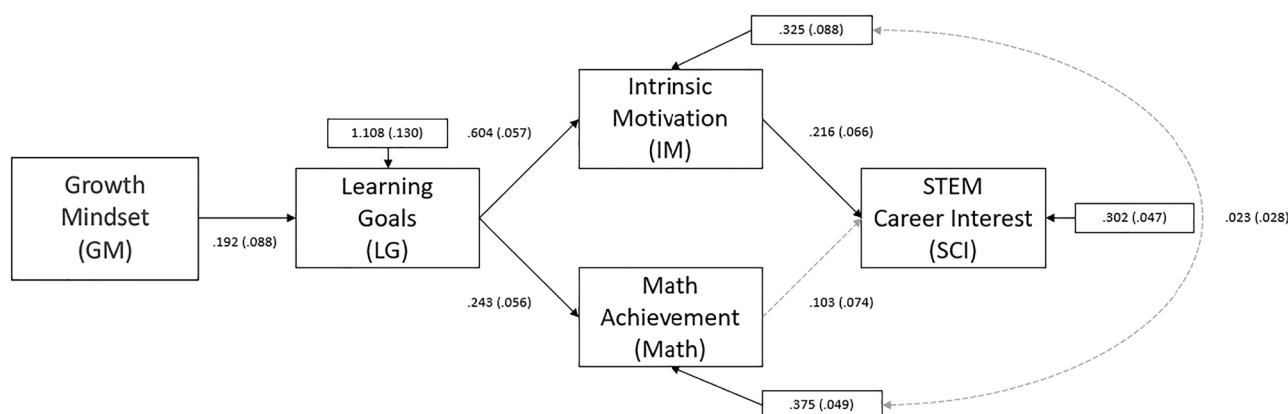 .325 (.088)
Intrinsic
Motivation
(IM)
1.108 (.130)
.604 (.057)
.216 (.066)
Growth
Mindset
(GM)
.192 (.088)
Learning
Goals
(LG)
STEM
Career Interest
(SCI)
.302 (.047)
.023 (.028)
.243 (.056)
Math
Achievement
(Math)
.103 (.074)
.375 (.049)